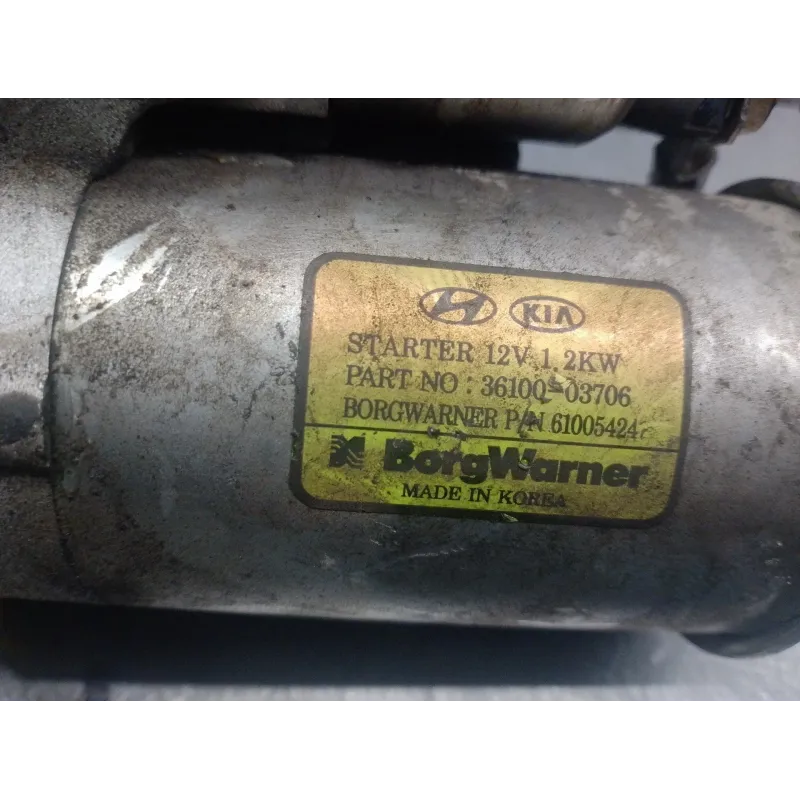 KIA
STARTER 12V 1.2KW
PART NO : 36100-03706
BORGWARNER P/N 61005424
BorgWarner
MADE IN KOREA